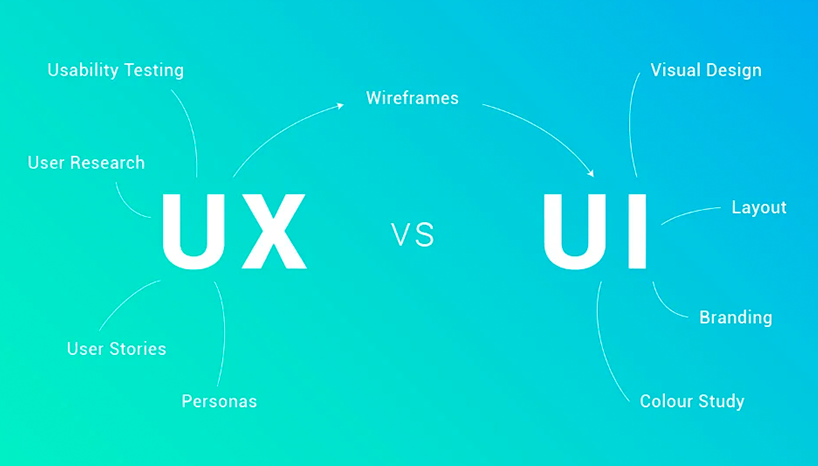 Usability Testing
Visual Design
Wireframes
User Research
Layout
UX
vs
UI
Branding
User Stories
Personas
Colour Study